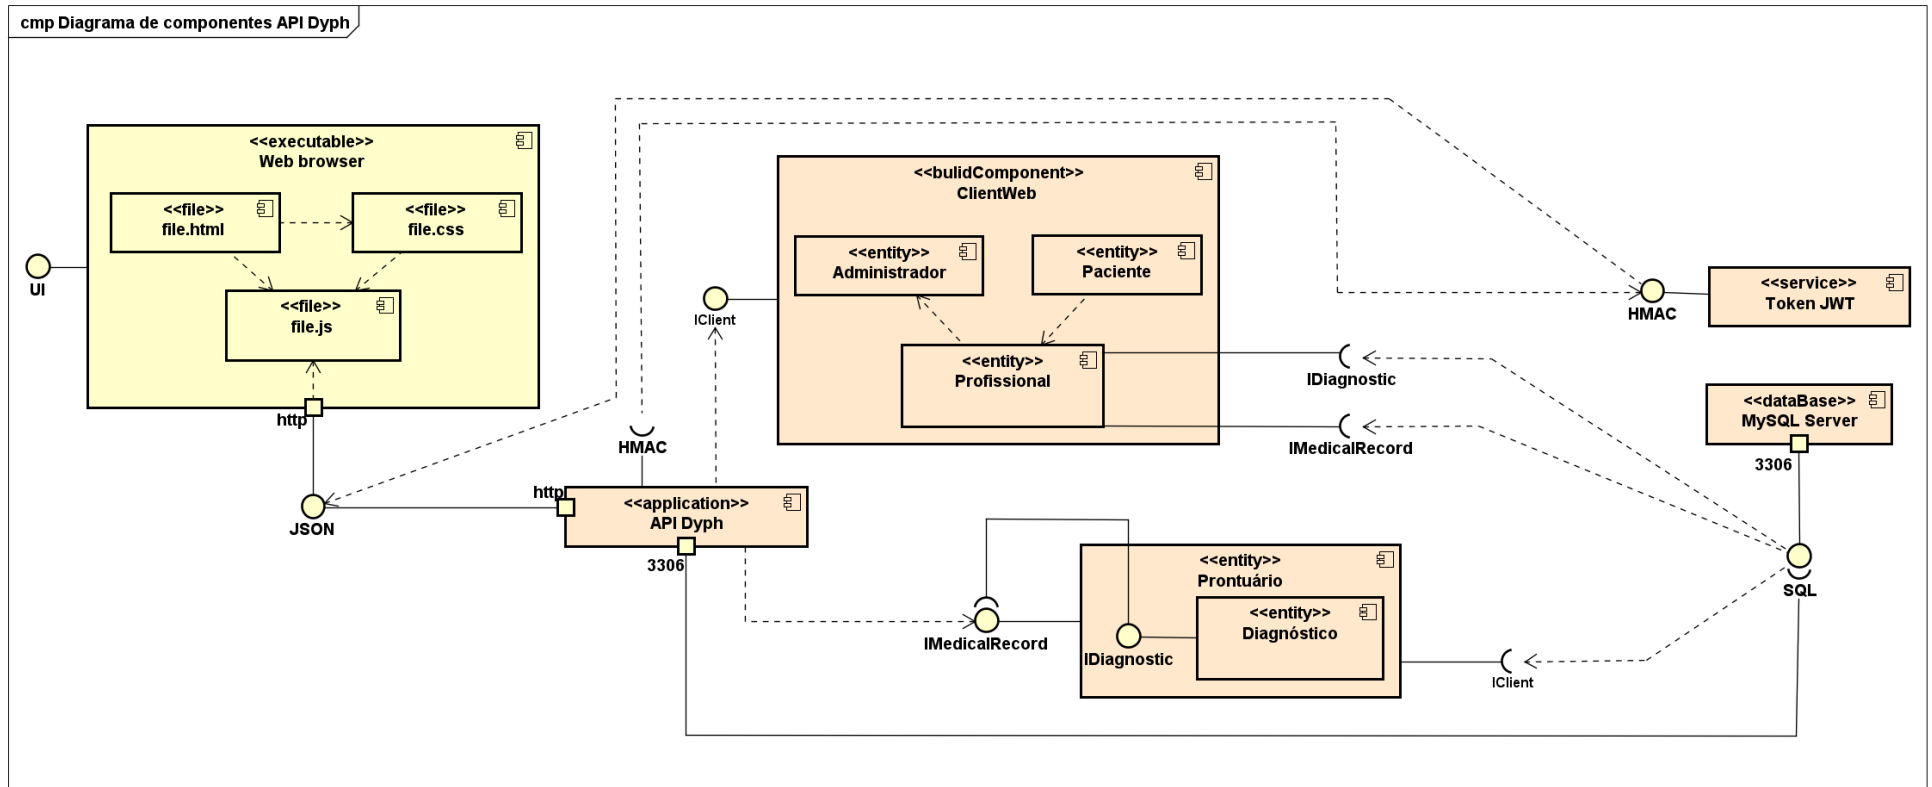 cmp Diagrama de componentes API Dyph
<<executable>>
Web browser
<<file>>
file.html
<<file>>
file.css
<<file>>
file.js
UI
http
JSON
<<bulidComponent>>
ClientWeb
<<entity>>
Administrador
<<entity>>
Paciente
<<entity>>
Profissional
IClient
IDiagnostic
IMedicalRecord
HMAC
<<service>>
Token JWT
<<dataBase>>
MySQL Server
3306
HMAC
http
<<application>>
API Dyph
3306
<<entity>>
Prontuário
<<entity>>
Diagnóstico
IMedicalRecord
IDiagnostic
IClient
SQL